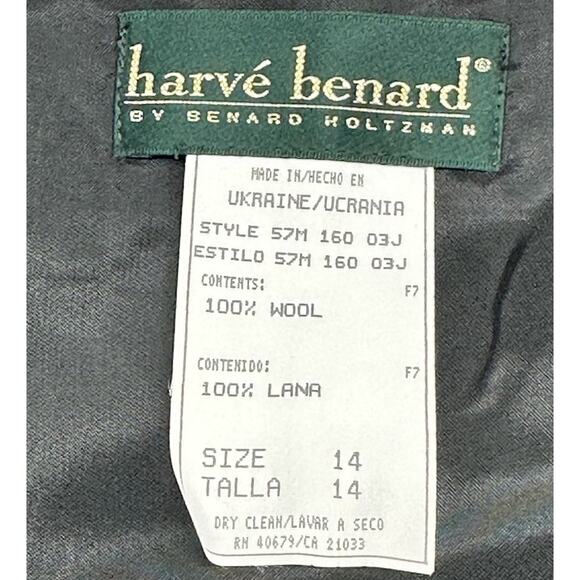 harvé benard®
BY BENARD HOLTZMAN
MADE IN/HECHO EN
UKRAINE/UCRANIA
STYLE 57M 160 03J
ESTILO 57M 160 03J
CONTENTS: F7
100% WOOL
CONTENIDO: F7
100% LANA
SIZE 14
TALLA 14
DRY CLEAN/LAVAR A SECO
RN 40679/CA 21033